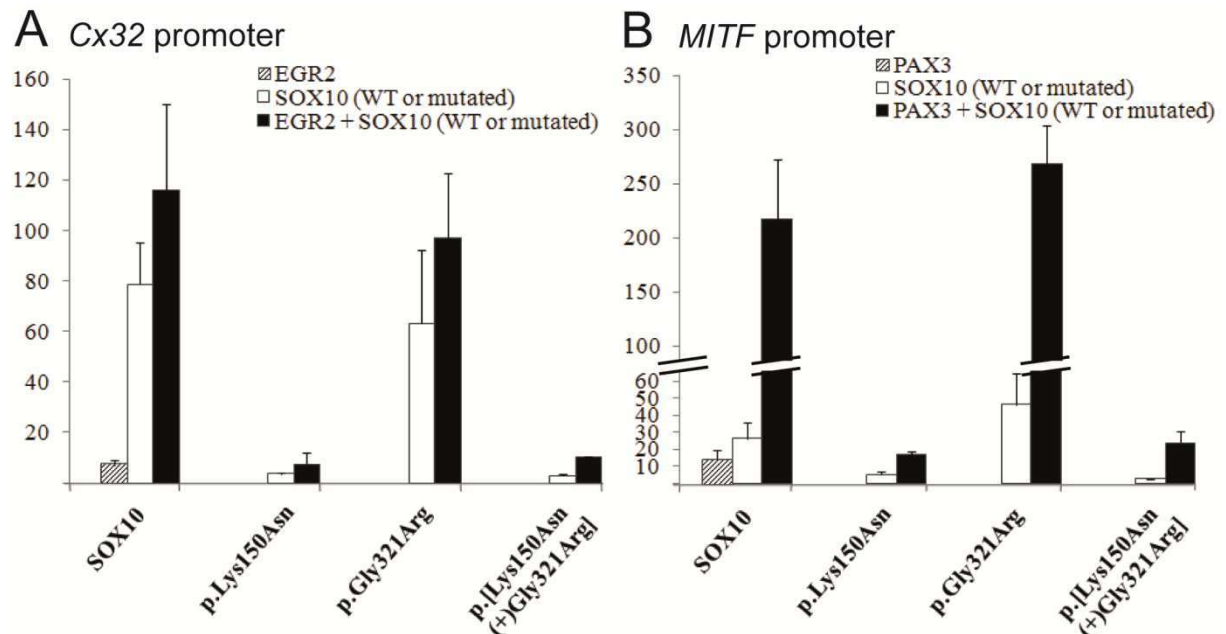 A Cx32 promoter
EGR2
SOX10 (WT or mutated)
EGR2 + SOX10 (WT or mutated)
160
140
120
100
80
60
40
20
SOX10
p.Lys150Asn
p.Gly321Arg
p.[Lys150Asn
(+)Gly321Arg]
B MITF promoter
PAX3
SOX10 (WT or mutated)
PAX3 + SOX10 (WT or mutated)
350
300
250
200
150
100
60
50
40
30
20
10
SOX10
p.Lys150Asn
p.Gly321Arg
p.[Lys150Asn
(+)Gly321Arg]